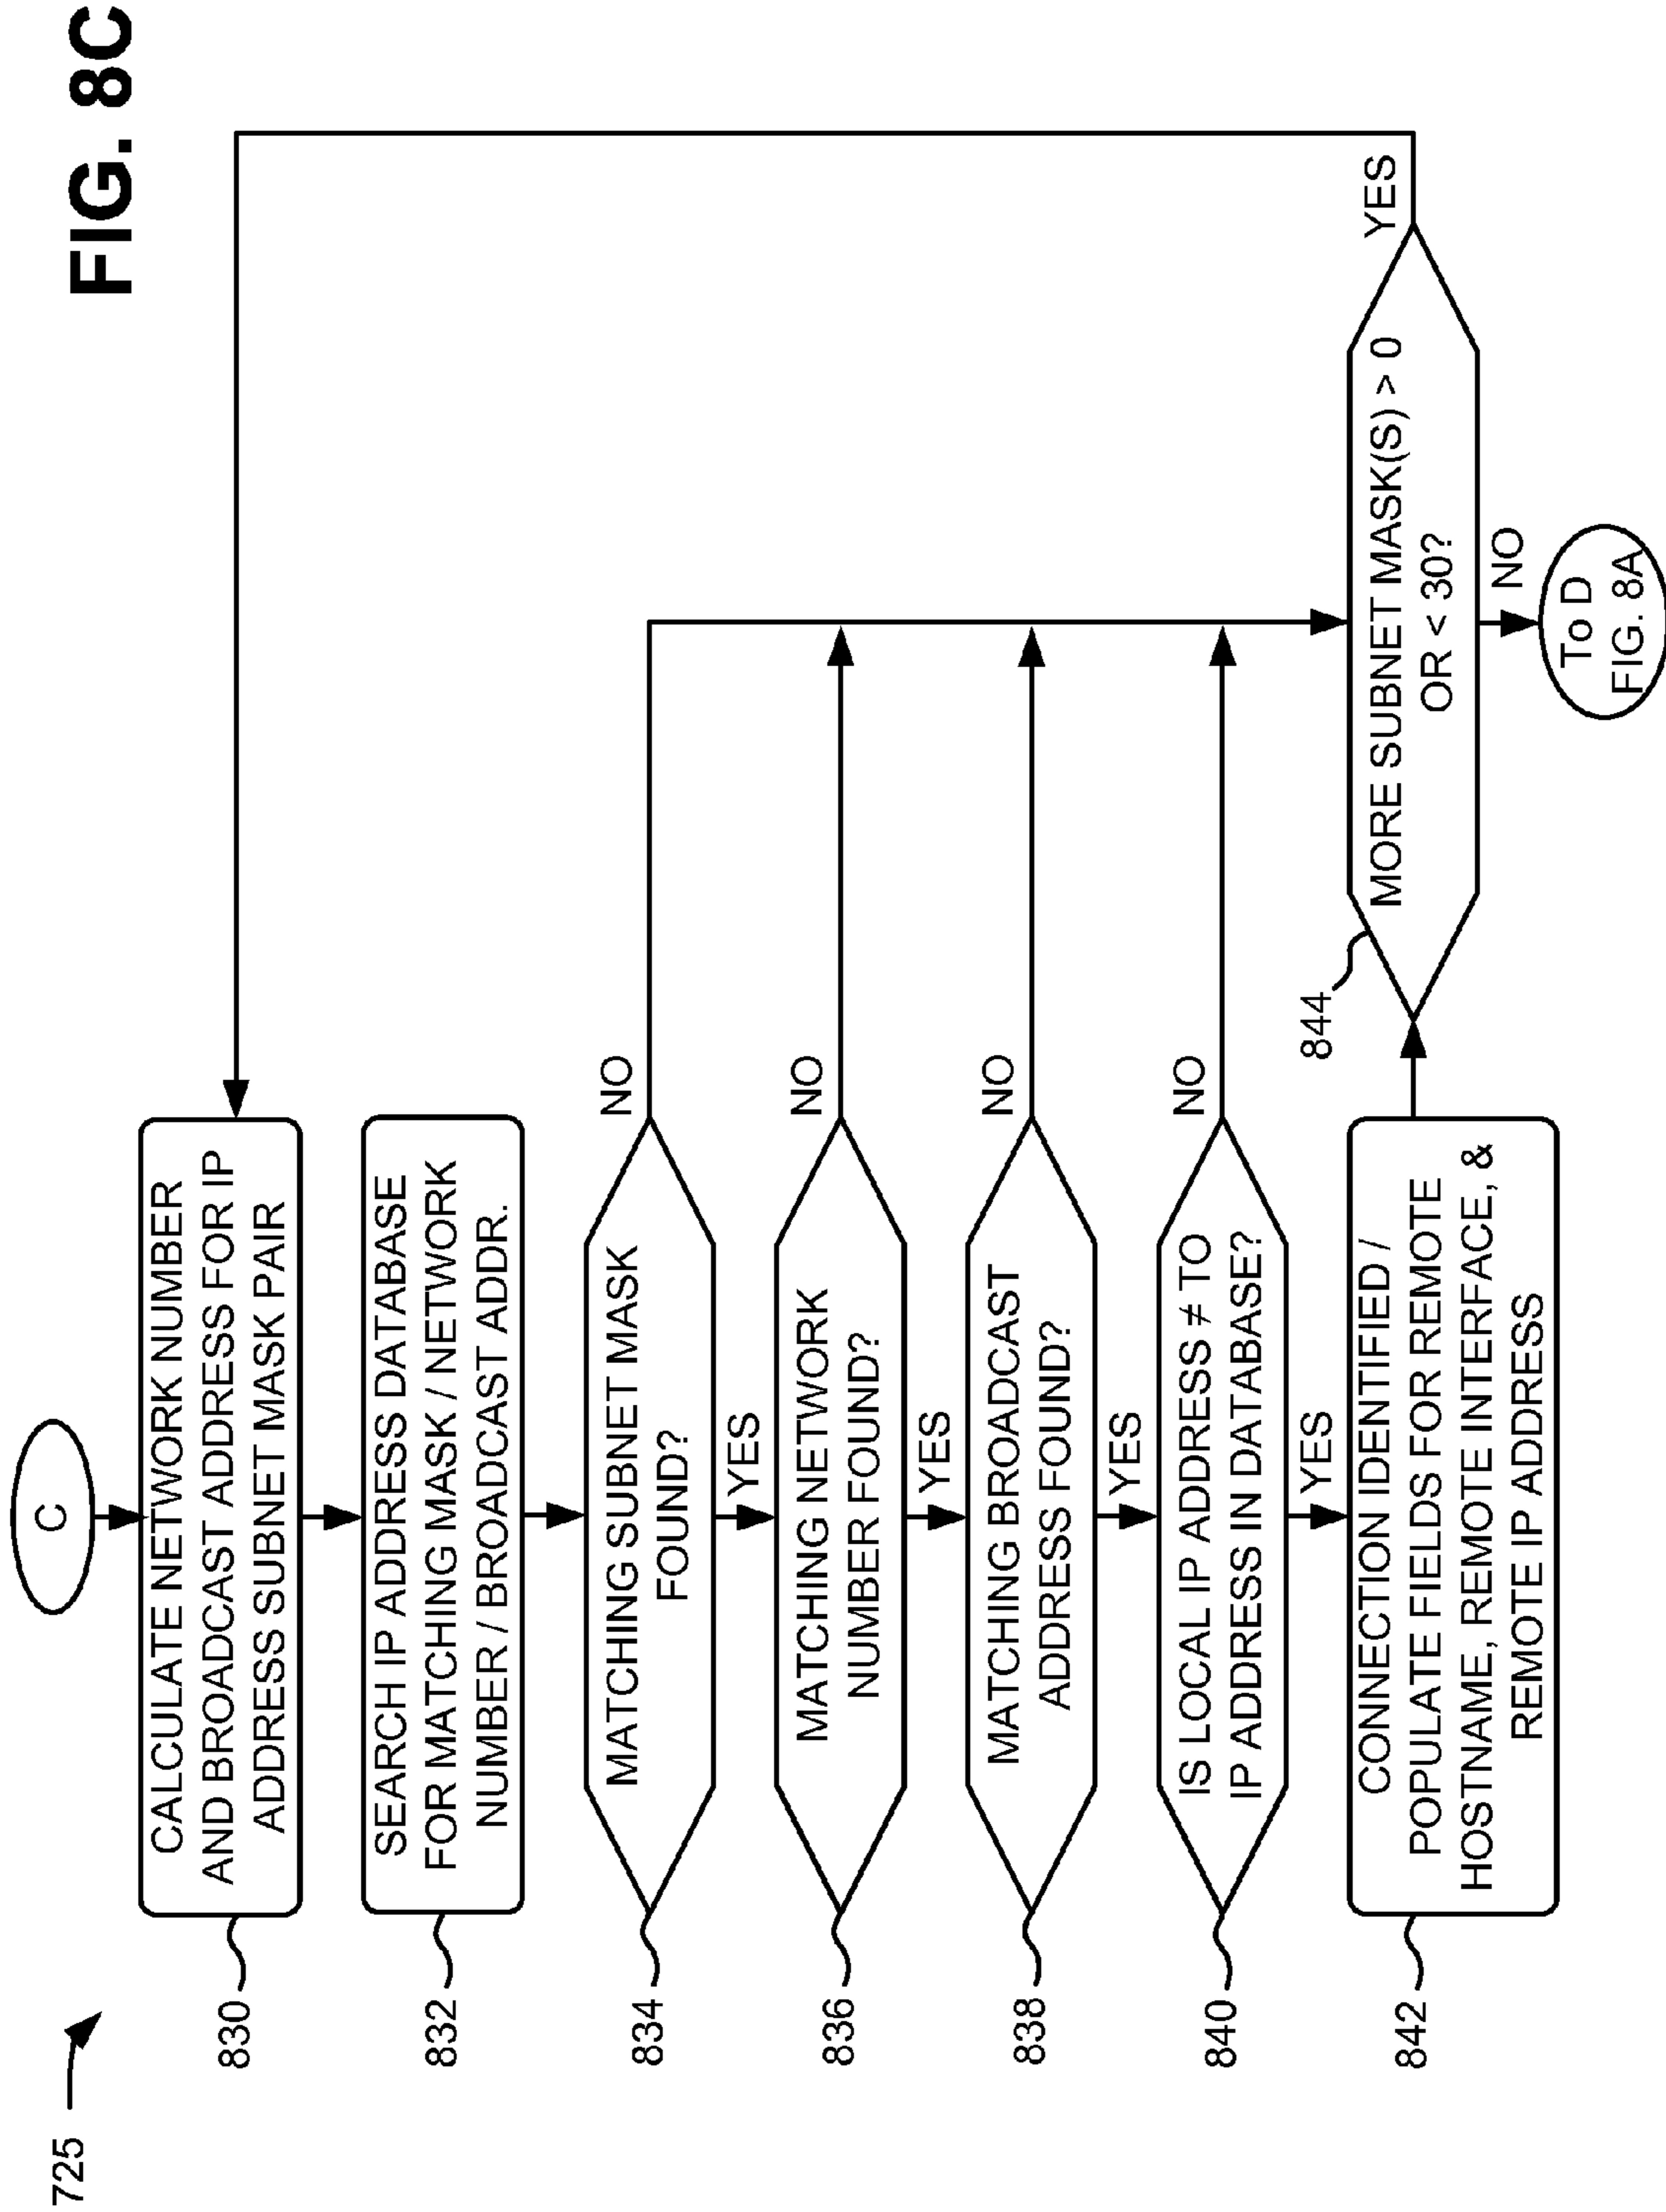 FIG. 8C
725
C
830
CALCULATE NETWORK NUMBER
AND BROADCAST ADDRESS FOR IP
ADDRESS SUBNET MASK PAIR
832
SEARCH IP ADDRESS DATABASE
FOR MATCHING MASK / NETWORK
NUMBER / BROADCAST ADDR.
834
MATCHING SUBNET MASK
FOUND?
NO
YES
836
MATCHING NETWORK
NUMBER FOUND?
NO
YES
838
MATCHING BROADCAST
ADDRESS FOUND?
NO
YES
840
IS LOCAL IP ADDRESS ≠ TO
IP ADDRESS IN DATABASE?
NO
YES
842
CONNECTION IDENTIFIED /
POPULATE FIELDS FOR REMOTE
HOSTNAME, REMOTE INTERFACE, &
REMOTE IP ADDRESS
844
MORE SUBNET MASK(S) > 0
OR < 30?
YES
NO
To D
FIG. 8A